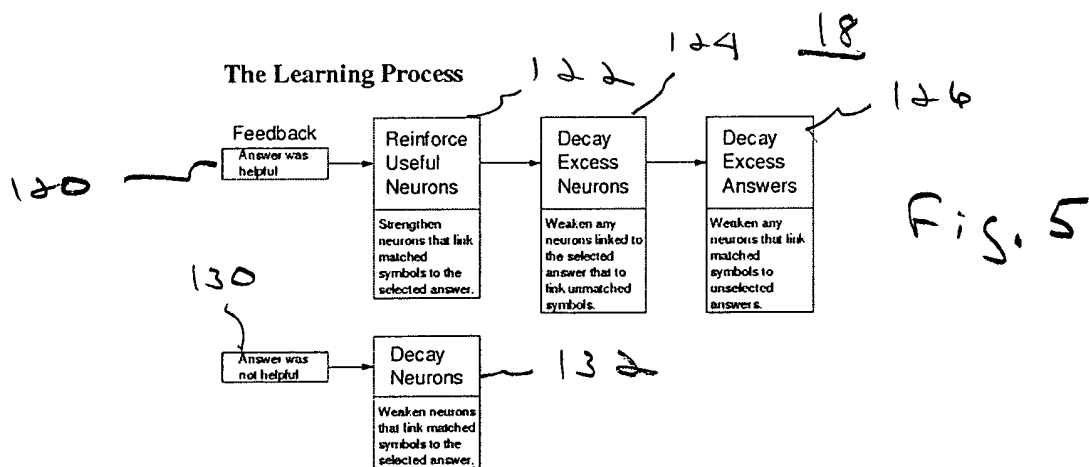 The Learning Process
122
124
18
126
Feedback
Answer was
helpful
120
Reinforce
Useful
Neurons
Strengthen
neurons that link
matched
symbols to the
selected answer.
Decay
Excess
Neurons
Weaken any
neurons linked to
the selected
answer that to
link unmatched
symbols.
Decay
Excess
Answers
Weaken any
neurons that link
matched
symbols to
unselected
answers.
Fig. 5
130
Answer was
not helpful
Decay
Neurons
132
Weaken neurons
that link matched
symbols to the
selected answer.